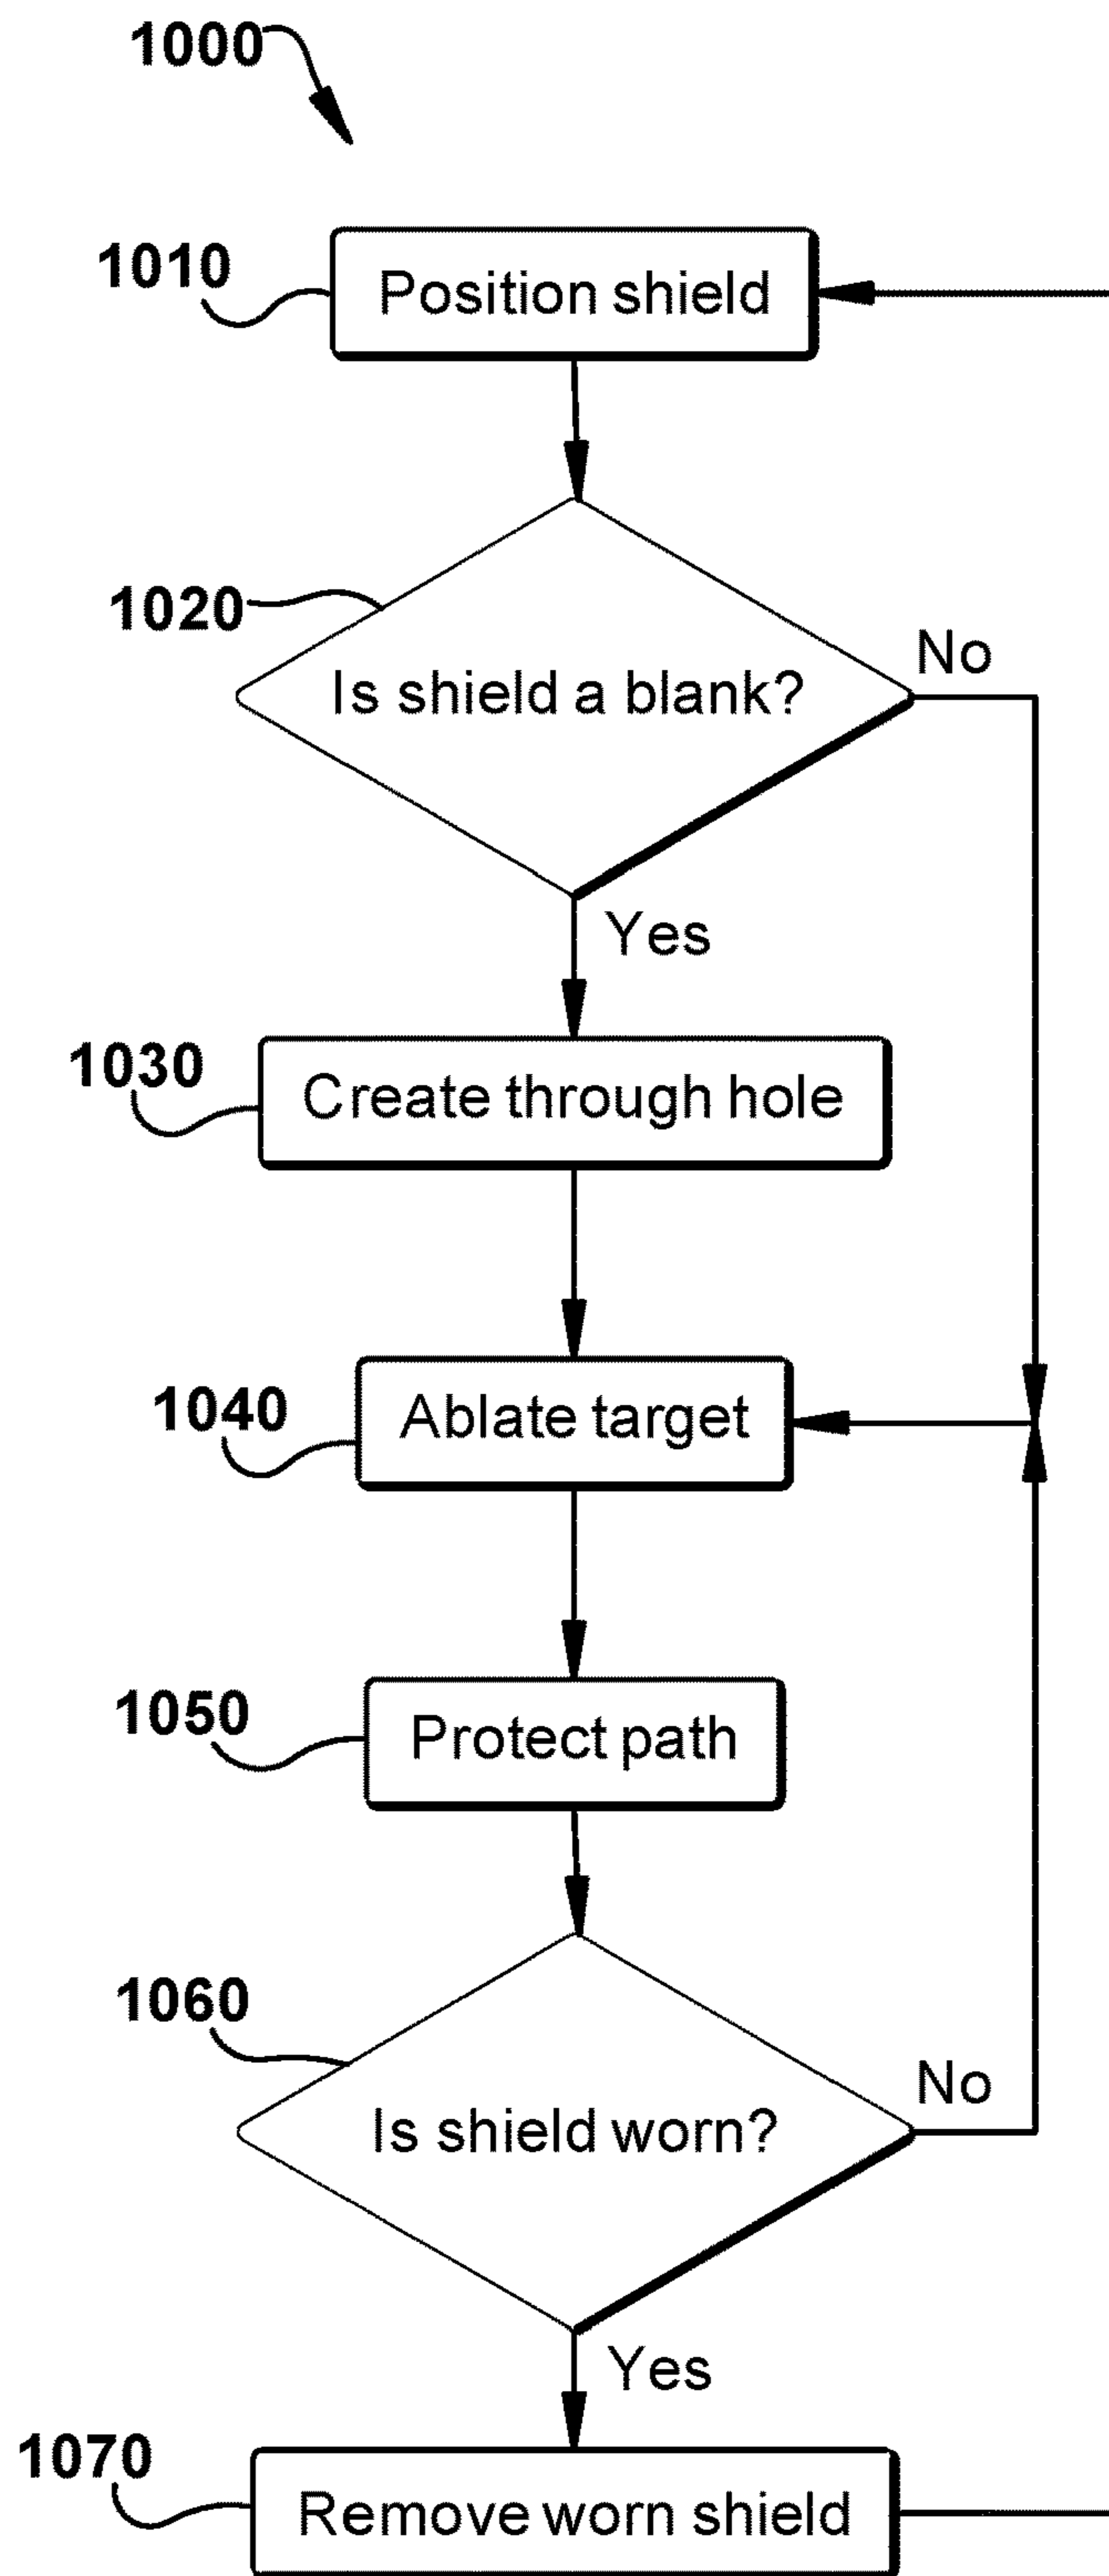 1000
1010
Position shield
1020
Is shield a blank?
No
Yes
1030
Create through hole
1040
Ablate target
1050
Protect path
1060
Is shield worn?
No
Yes
1070
Remove worn shield